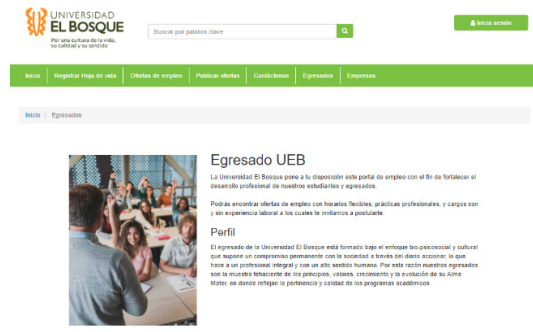 UNIVERSIDAD
EL BOSQUE
Por una cultura de la vida,
su calidad y su sentido
Buscar por palabra clave
Inicia sesión
Inicio Registrar Hoja de vida Ofertas de empleo Publicar ofertas Contáctenos Egresados Empresas
Inicio / Egresados
Egresado UEB
La Universidad El Bosque pone a tu disposición este portal de empleo con el fin de fortalecer el
desarrollo profesional de nuestros estudiantes y egresados.
Podrás encontrar ofertas de empleo con horarios flexibles, prácticas profesionales, y cargos con
y sin experiencia laboral a los cuales te invitamos a postularte.
Perfil
El egresado de la Universidad El Bosque está formado bajo el enfoque bio-psicosocial y cultural
que supone un compromiso permanente con la sociedad a través del diario accionar, lo que
hace a un profesional integral y con un alto sentido humano. Por esta razón nuestros egresados
son la muestra fehaciente de los principios, valores, crecimiento y la evolución de su Alma
Mater, en donde reflejan la pertinencia y calidad de los programas académicos.